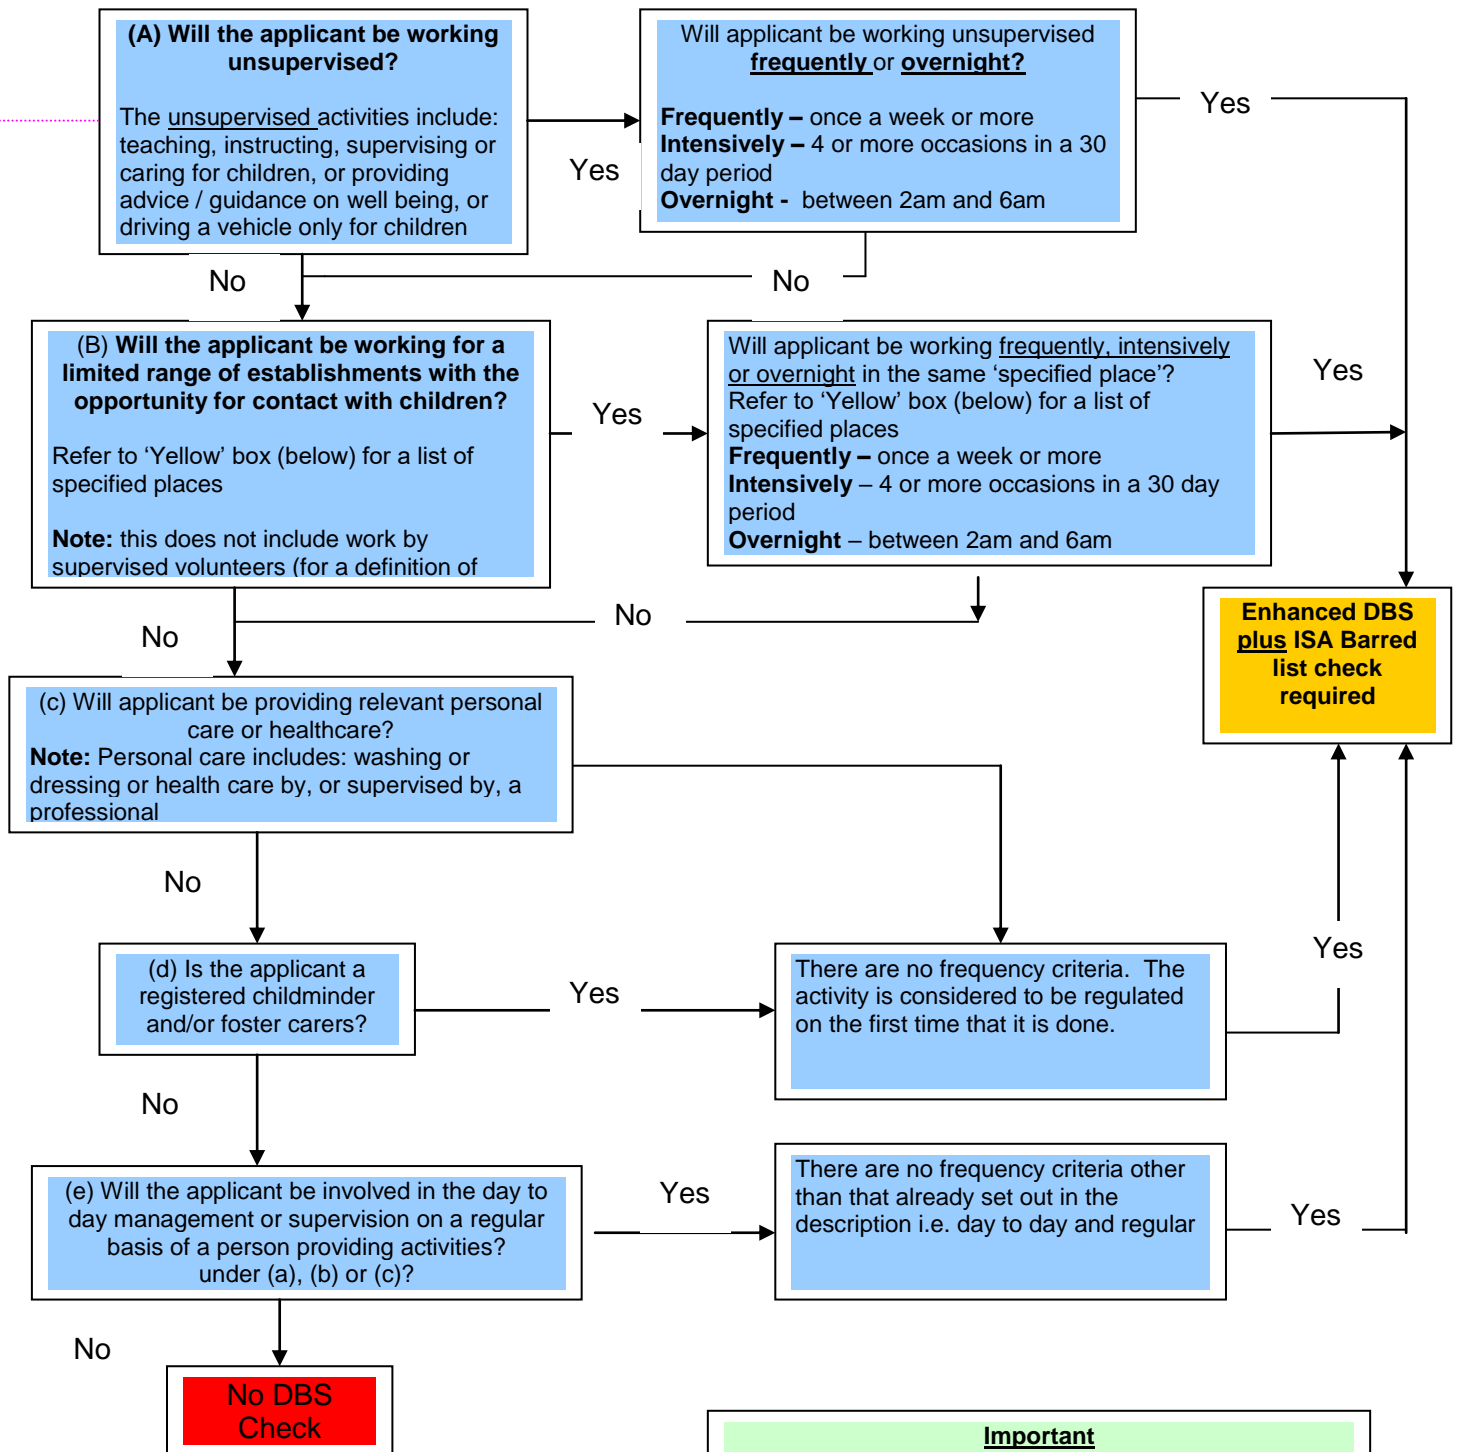 (A) Will the applicant be working
unsupervised?
The unsupervised activities include:
teaching, instructing, supervising or
caring for children, or providing
advice / guidance on well being, or
driving a vehicle only for children
Yes
Will applicant be working unsupervised
frequently or overnight?
Frequently – once a week or more
Intensively – 4 or more occasions in a 30
day period
Overnight - between 2am and 6am
Yes
No
No
(B) Will the applicant be working for a
limited range of establishments with the
opportunity for contact with children?
Refer to ‘Yellow’ box (below) for a list of
specified places
Note: this does not include work by
supervised volunteers (for a definition of
Yes
Will applicant be working frequently, intensively
or overnight in the same ‘specified place’?
Refer to ‘Yellow’ box (below) for a list of
specified places
Frequently – once a week or more
Intensively – 4 or more occasions in a 30 day
period
Overnight – between 2am and 6am
Yes
No
No
Enhanced DBS
plus ISA Barred
list check
required
(c) Will applicant be providing relevant personal
care or healthcare?
Note: Personal care includes: washing or
dressing or health care by, or supervised by, a
professional
No
(d) Is the applicant a
registered childminder
and/or foster carers?
Yes
There are no frequency criteria. The
activity is considered to be regulated
on the first time that it is done.
Yes
No
(e) Will the applicant be involved in the day to
day management or supervision on a regular
basis of a person providing activities?
under (a), (b) or (c)?
Yes
There are no frequency criteria other
than that already set out in the
description i.e. day to day and regular
Yes
No
No DBS
Check
Important